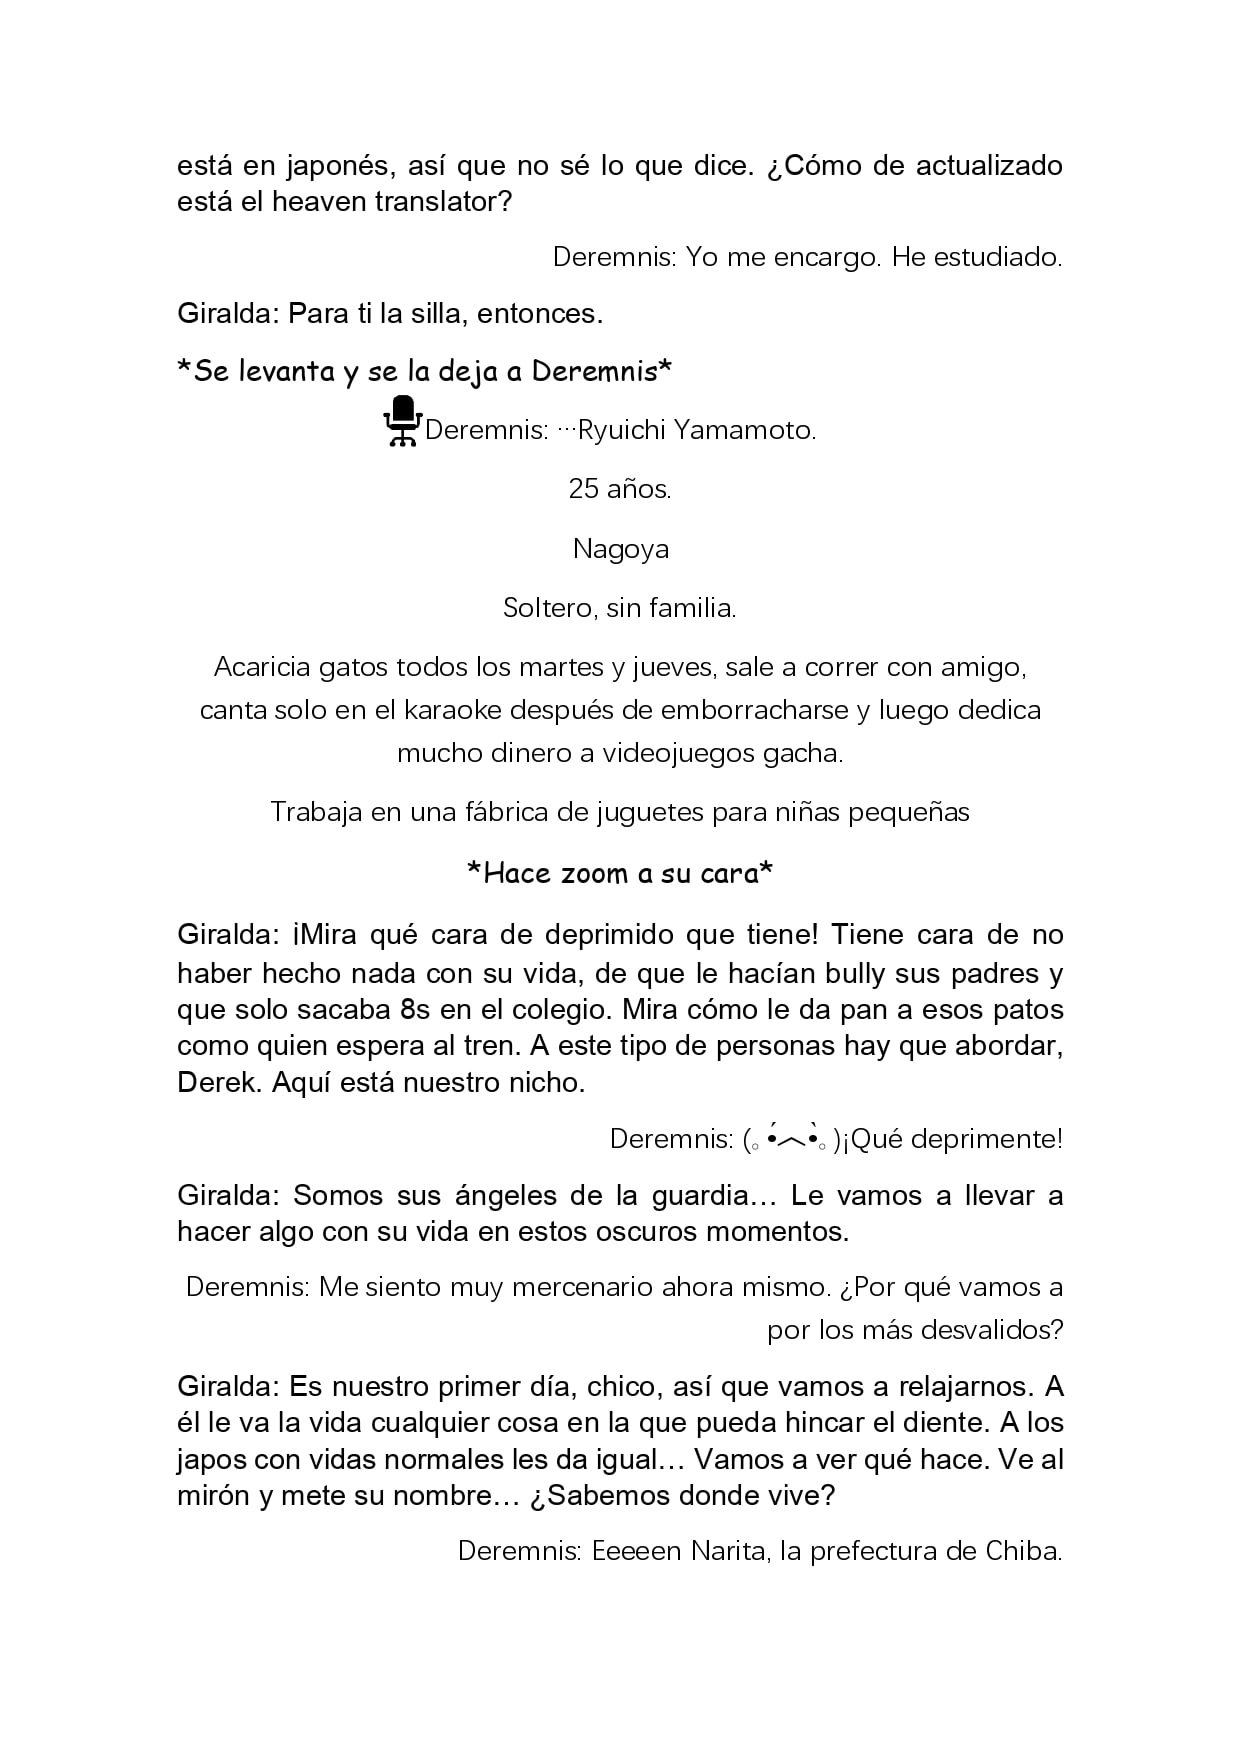 está en japonés, así que no sé lo que dice. ¿Cómo de actualizado
está el heaven translator?
Deremnis: Yo me encargo. He estudiado.
Giralda: Para ti la silla, entonces.
*Se levanta y se la deja a Deremnis*
Deremnis: …Ryuichi Yamamoto.
25 años.
Nagoya
Soltero, sin familia.
Acaricia gatos todos los martes y jueves, sale a correr con amigo,
canta solo en el karaoke después de emborracharse y luego dedica
mucho dinero a videojuegos gacha.
Trabaja en una fábrica de juguetes para niñas pequeñas
*Hace zoom a su cara*
Giralda: ¡Mira qué cara de deprimido que tiene! Tiene cara de no
haber hecho nada con su vida, de que le hacían bully sus padres y
que solo sacaba 8s en el colegio. Mira cómo le da pan a esos patos
como quien espera al tren. A este tipo de personas hay que abordar,
Derek. Aquí está nuestro nicho.
Deremnis: (｡•́︿•̀｡)¡Qué deprimente!
Giralda: Somos sus ángeles de la guardia… Le vamos a llevar a
hacer algo con su vida en estos oscuros momentos.
Deremnis: Me siento muy mercenario ahora mismo. ¿Por qué vamos a
por los más desvalidos?
Giralda: Es nuestro primer día, chico, así que vamos a relajarnos. A
él le va la vida cualquier cosa en la que pueda hincar el diente. A los
japos con vidas normales les da igual… Vamos a ver qué hace. Ve al
mirón y mete su nombre… ¿Sabemos donde vive?
Deremnis: Eeeeen Narita, la prefectura de Chiba.